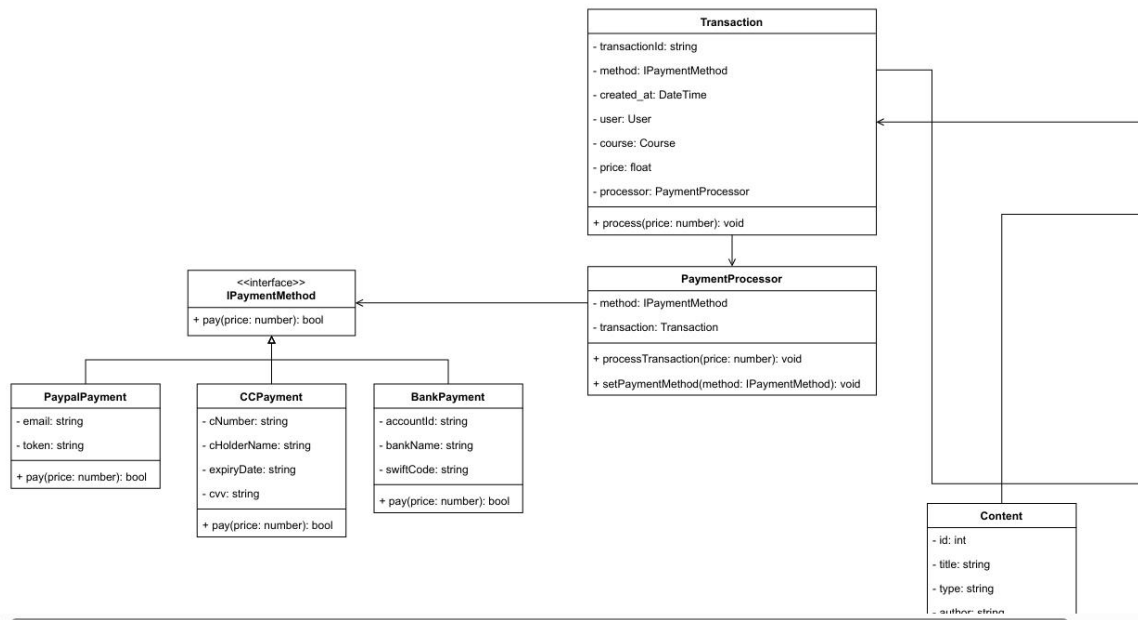 Transaction
- transactionId: string
- method: IPaymentMethod
- created_at: DateTime
- user: User
- course: Course
- price: float
- processor: PaymentProcessor
+ process(price: number): void
<<interface>>
IPaymentMethod
+ pay(price: number): bool
PaymentProcessor
- method: IPaymentMethod
- transaction: Transaction
+ processTransaction(price: number): void
+ setPaymentMethod(method: IPaymentMethod): void
PaypalPayment
- email: string
- token: string
+ pay(price: number): bool
CCPayment
- cNumber: string
- cHolderName: string
- expiryDate: string
- cvv: string
+ pay(price: number): bool
BankPayment
- accountId: string
- bankName: string
- swiftCode: string
+ pay(price: number): bool
Content
- id: int
- title: string
- type: string
- author: string